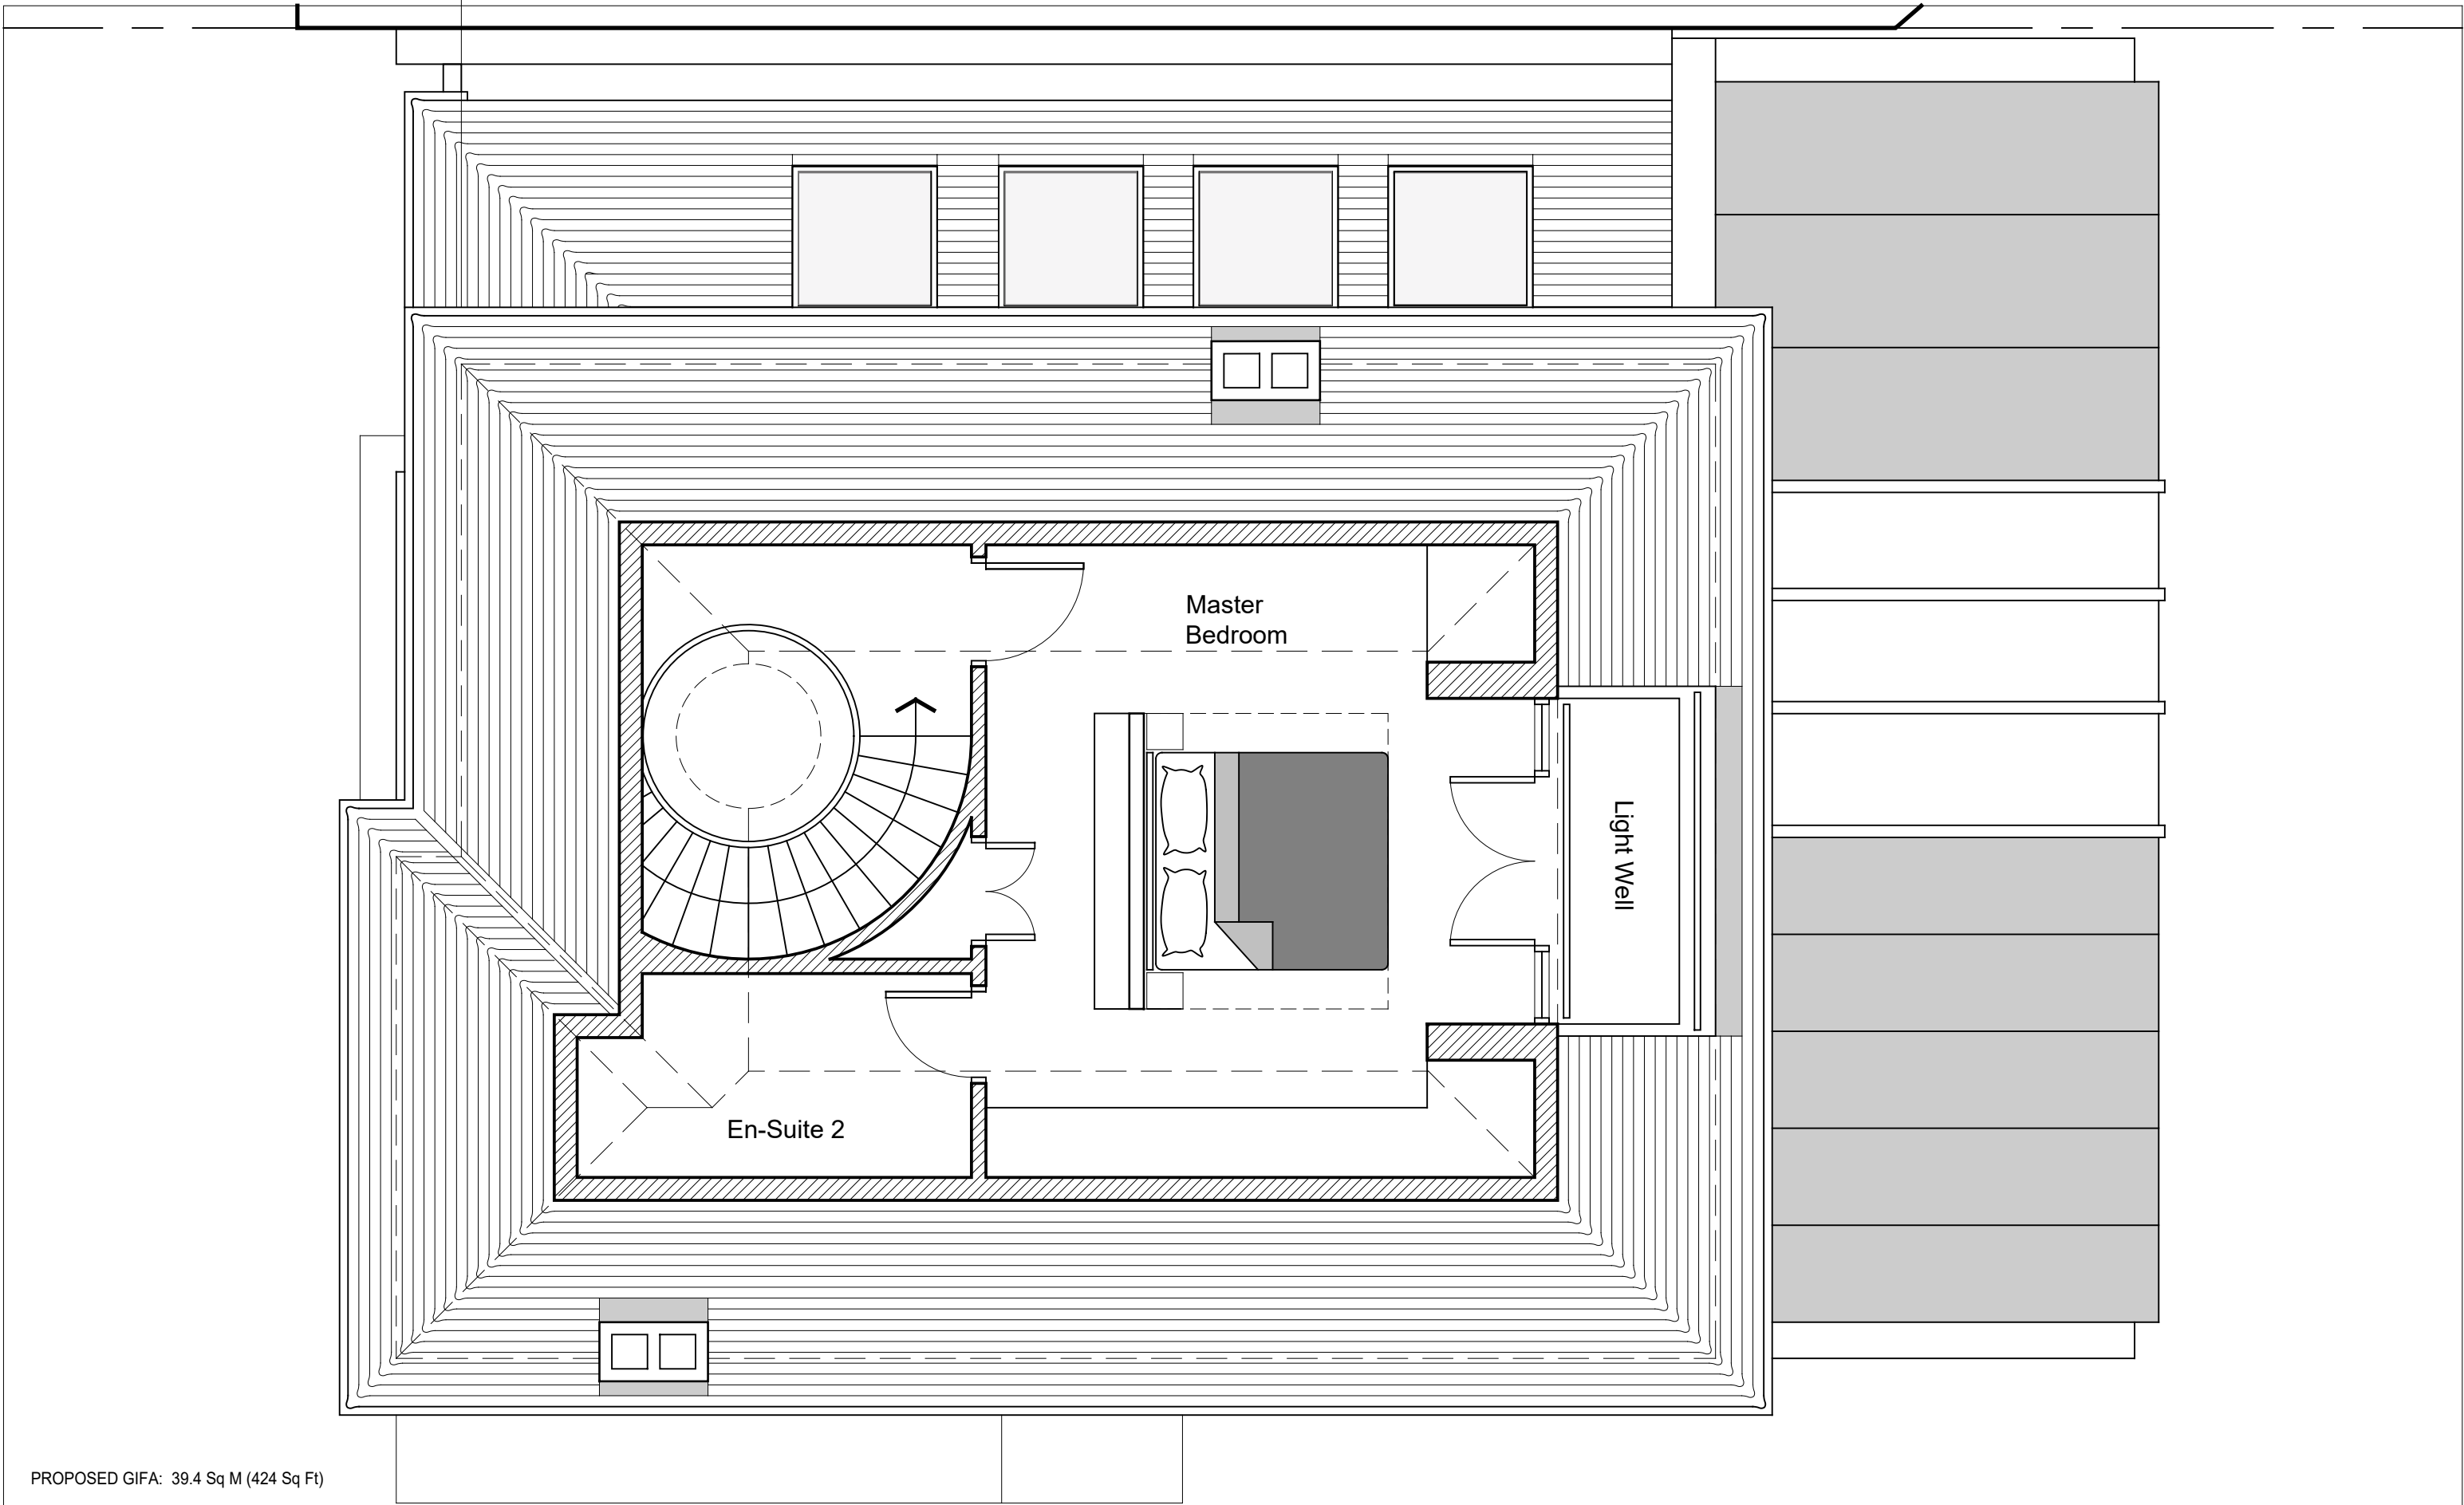 Master
Bedroom
Light Well
En-Suite 2
PROPOSED GIFA: 39.4 Sq M (424 Sq Ft)